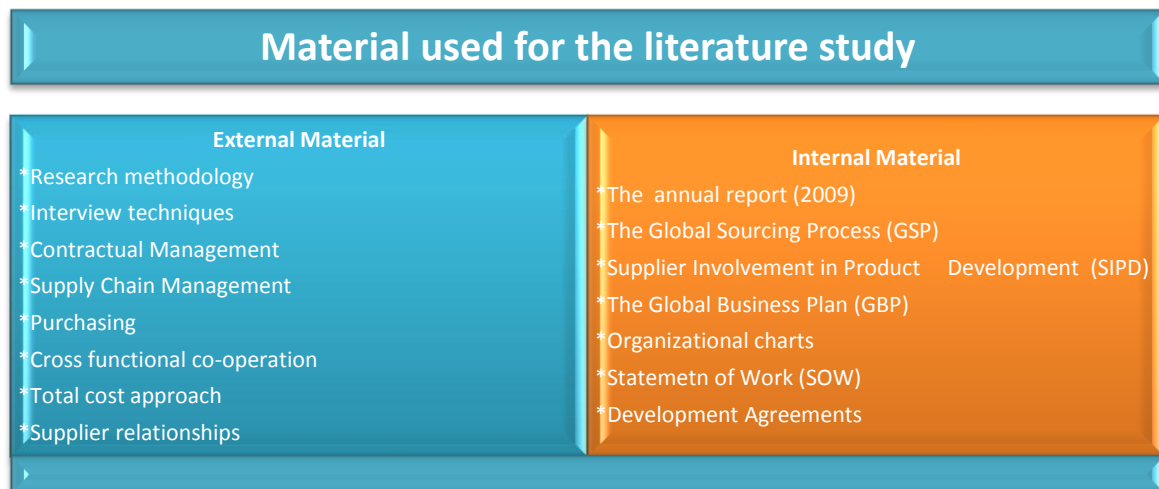 Material used for the literature study
External Material
*Research methodology
*Interview techniques
*Contractual Management
*Supply Chain Management
*Purchasing
*Cross functional co-operation
*Total cost approach
*Supplier relationships
Internal Material
*The annual report (2009)
*The Global Sourcing Process (GSP)
*Supplier Involvement in Product Development (SIPD)
*The Global Business Plan (GBP)
*Organizational charts
*Statemetn of Work (SOW)
*Development Agreements